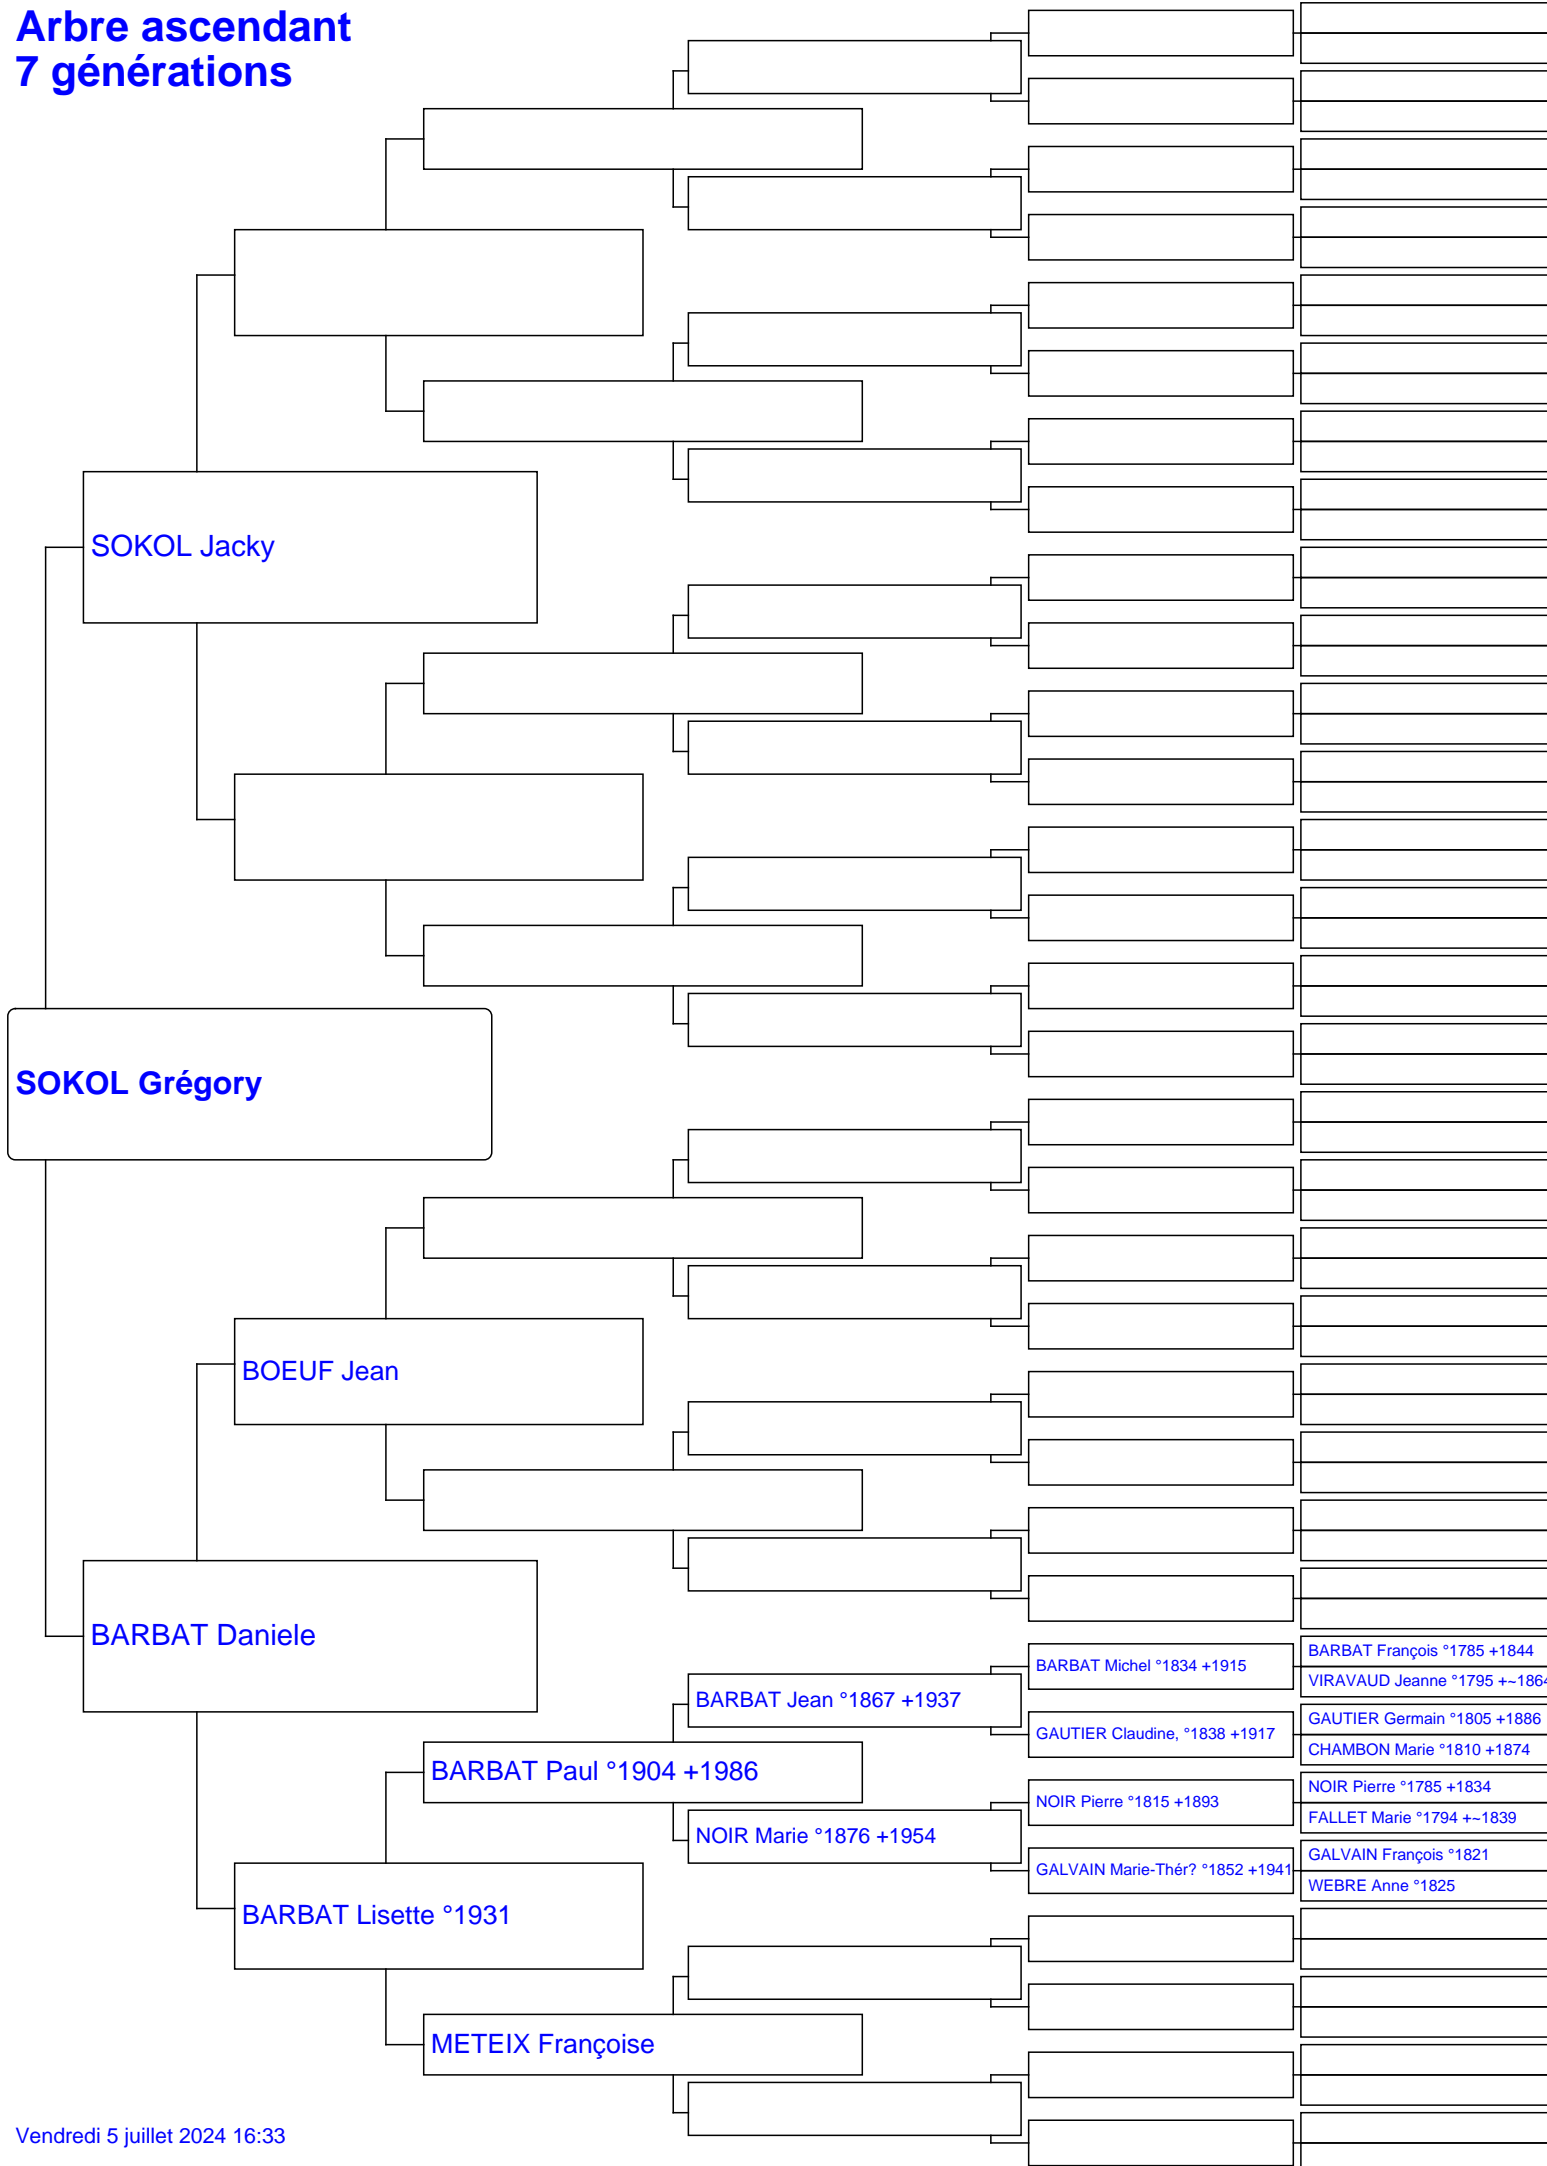 Arbre ascendant
7 générations
SOKOL Jacky
SOKOL Grégory
BOEUF Jean
BARBAT Daniele
BARBAT François °1785 +1844
BARBAT Michel °1834 +1915
VIRAVAUD Jeanne °1795 +~1864
BARBAT Jean °1867 +1937
GAUTIER Germain °1805 +1886
GAUTIER Claudine, °1838 +1917
CHAMBON Marie °1810 +1874
BARBAT Paul °1904 +1986
NOIR Pierre °1785 +1834
NOIR Pierre °1815 +1893
FALLET Marie °1794 +~1839
NOIR Marie °1876 +1954
GALVAIN François °1821
GALVAIN Marie-Thér? °1852 +1941
WEBRE Anne °1825
BARBAT Lisette °1931
METEIX Françoise
Vendredi 5 juillet 2024 16:33